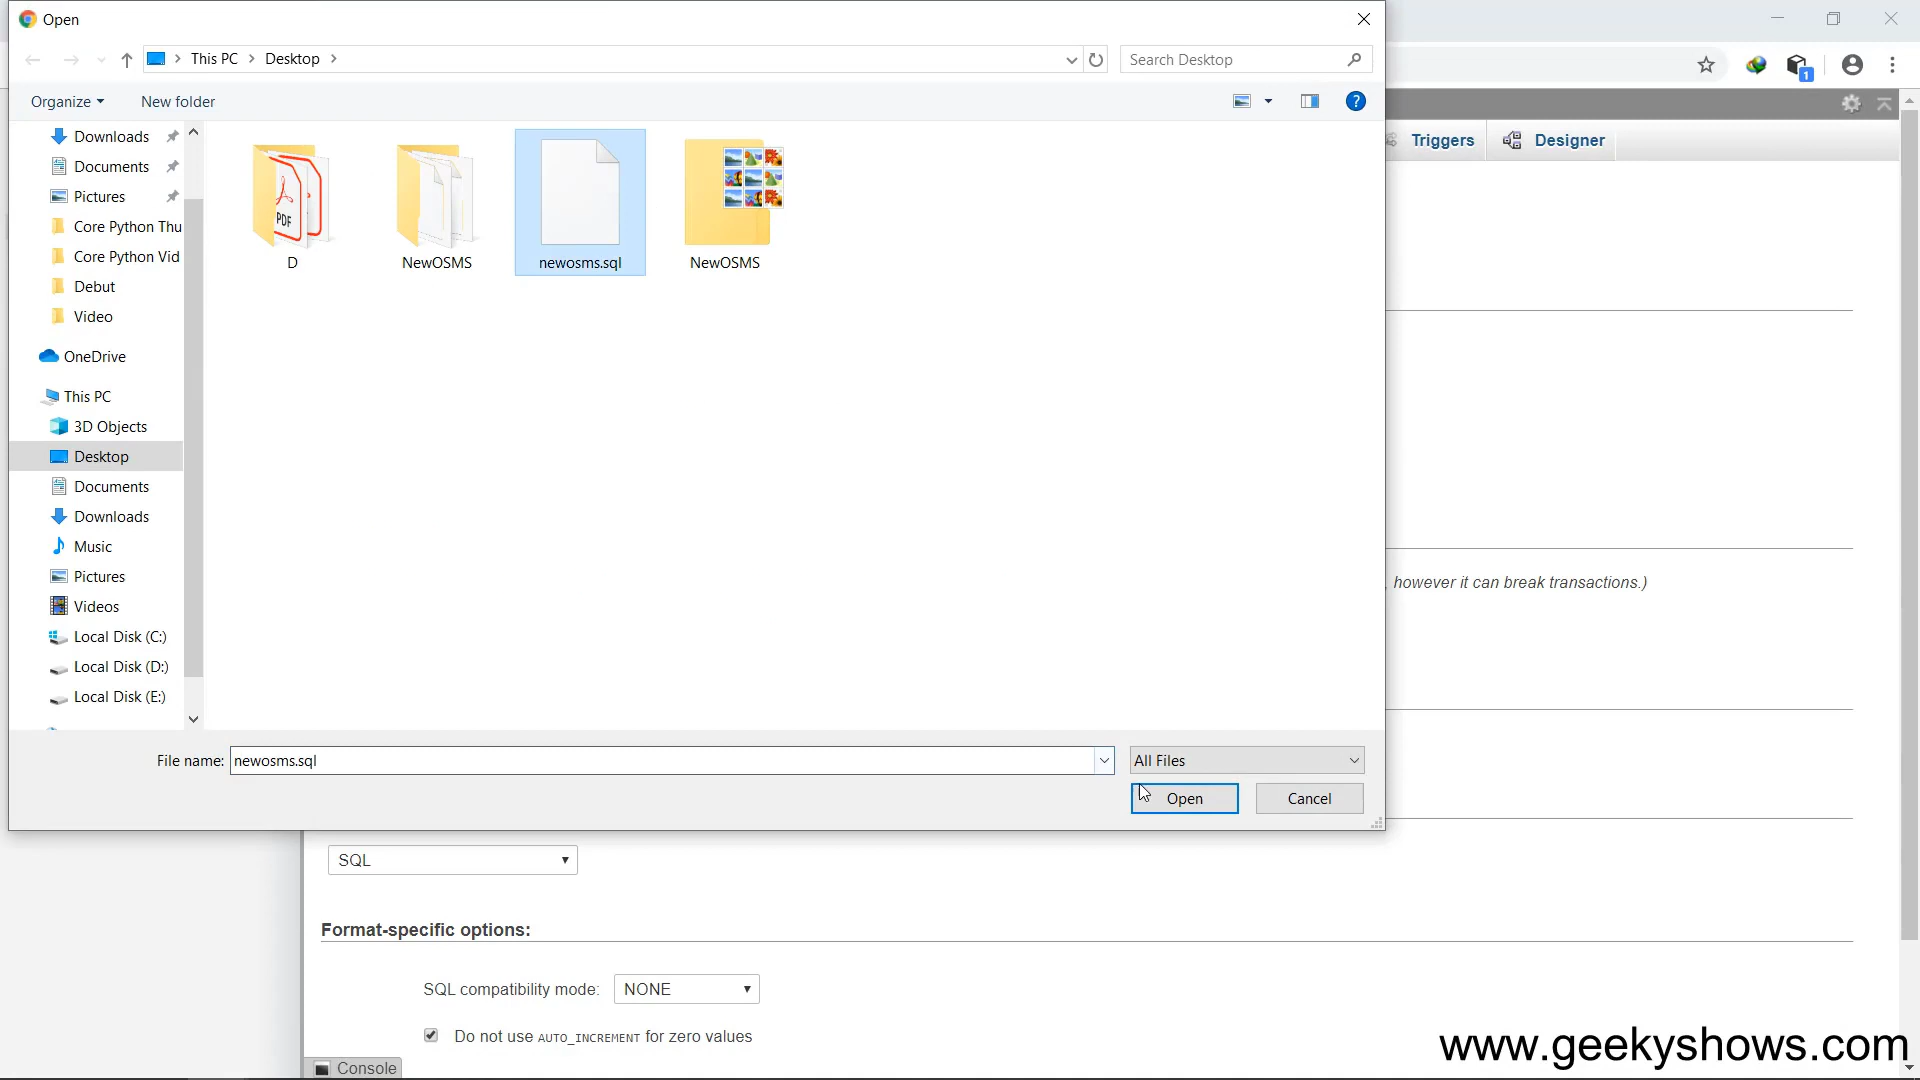 Open
This PC
Desktop
Search Desktop
Organize
New folder
?
1
Triggers
Designer
Downloads
Documents
Pictures
Core Python Thu
Core Python Vid
Debut
Video
OneDrive
This PC
3D Objects
Desktop
Documents
Downloads
Music
Pictures
Videos
Local Disk (C:)
Local Disk (D:)
Local Disk (E:)
PDF
D
NewOSMS
newosms.sql
NewOSMS
, however it can break transactions.)
File name: newosms.sql
All Files
Open
Cancel
SQL
Format-specific options:
SQL compatibility mode: NONE
Do not use AUTO_INCREMENT for zero values
Console
www.geekyshows.com